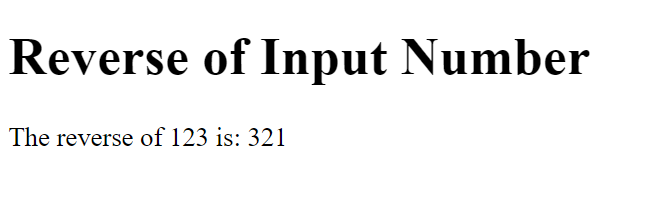 Reverse of Input Number
The reverse of 123 is: 321